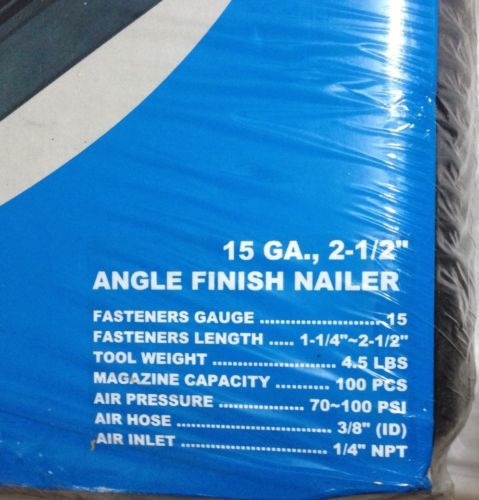 15 GA., 2-1/2"
ANGLE FINISH NAILER
FASTENERS GAUGE ........................ 15
FASTENERS LENGTH ..... 1-1/4"~2-1/2"
TOOL WEIGHT ........................... 4.5 LBS
MAGAZINE CAPACITY ........... 100 PCS
AIR PRESSURE .................. 70~100 PSI
AIR HOSE ................................ 3/8" (ID)
AIR INLET .............................. 1/4" NPT